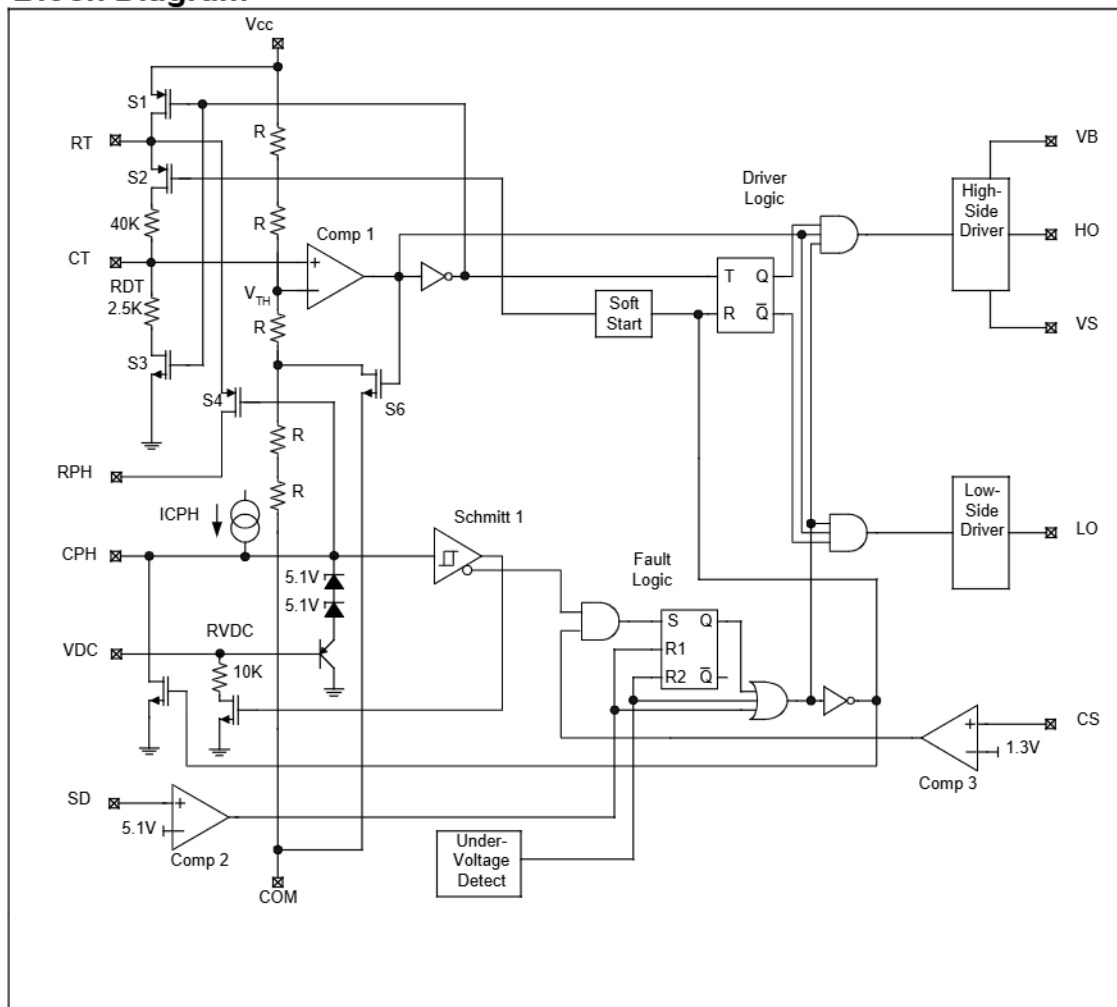 Block Diagram
Vcc
S1
RT
R
VB
S2
Driver
Logic
High-
Side
Driver
40K
R
Comp 1
HO
CT
RDT
2.5K
VTH
T Q
R Q̅
Soft
Start
R
VS
S3
S4
S6
R
RPH
R
ICPH
Schmitt 1
Low-
Side
Driver
LO
CPH
5.1V
5.1V
Fault
Logic
RVDC
S Q
R1
R2 Q̅
VDC
10K
CS
1.3V
Comp 3
SD
5.1V
Comp 2
Under-
Voltage
Detect
COM